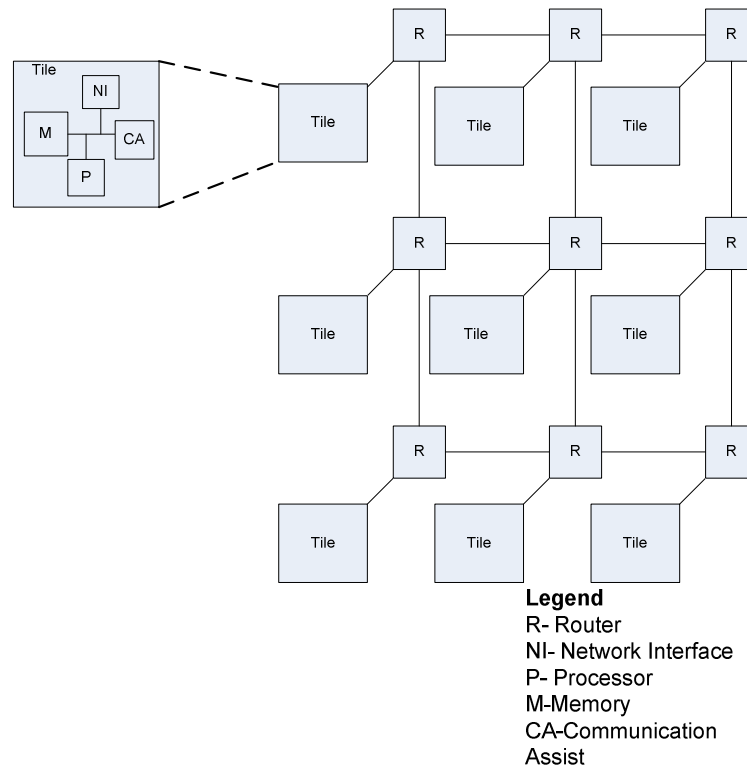 R
R
R
Tile
NI
M
CA
P
Tile
Tile
Tile
R
R
R
Tile
Tile
Tile
R
R
R
Tile
Tile
Tile
Legend
R- Router
NI- Network Interface
P- Processor
M-Memory
CA-Communication
Assist